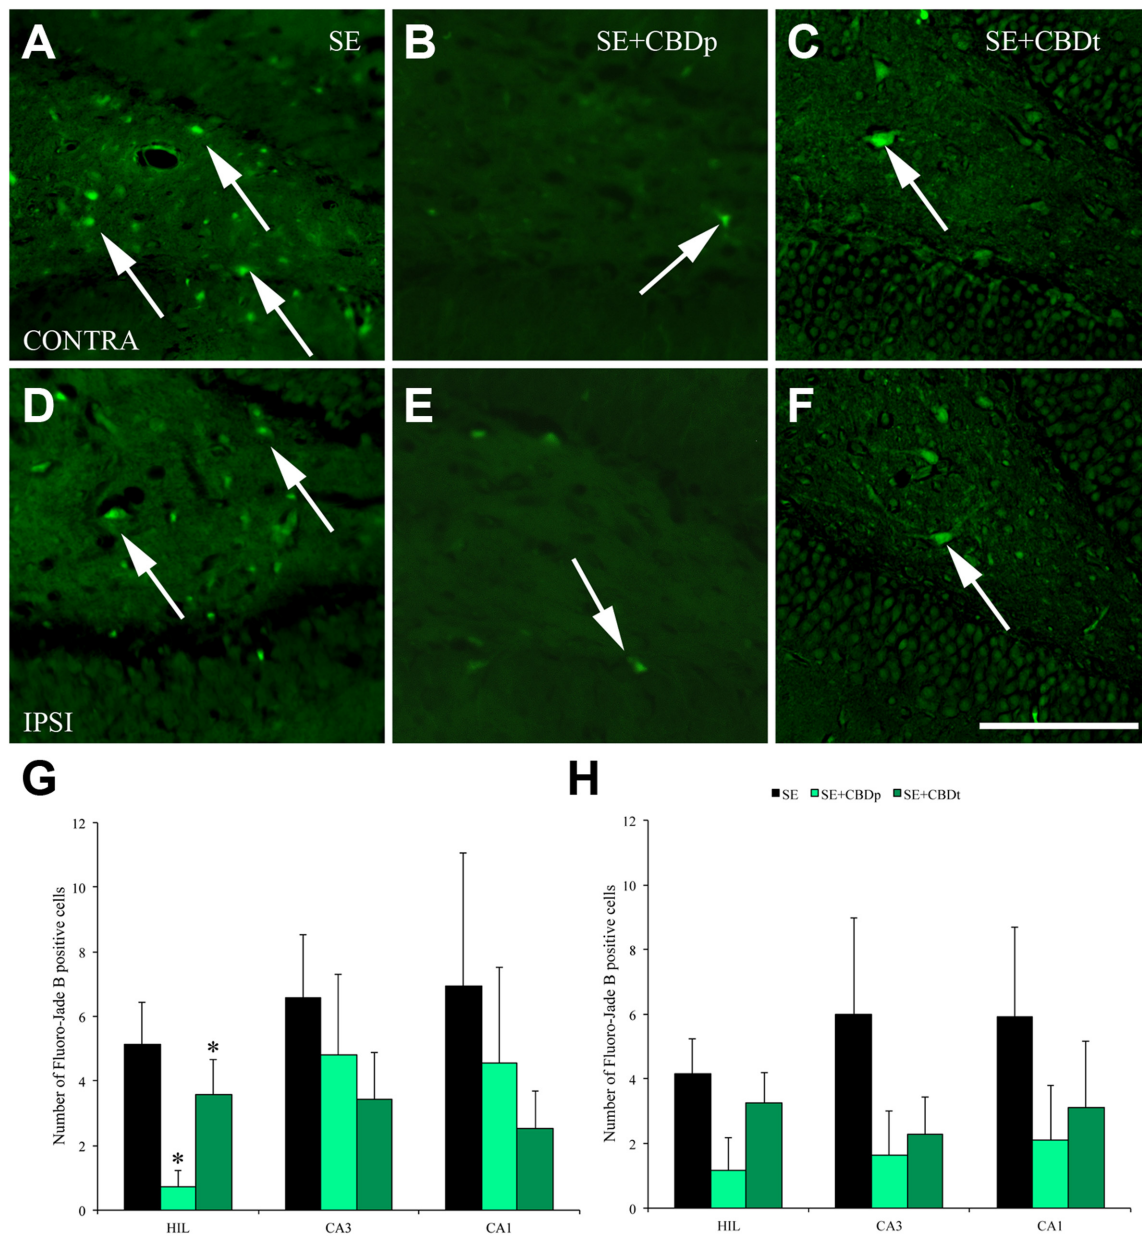 A SE
B SE+CBDp
C SE+CBDt
CONTRA
D
E
F
IPSI
G
H
SE SE+CBDp SE+CBDt
Number of Fluoro-Jade B positive cells
12
10
8
6
4
2
0
*
*
HIL CA3 CA1
Number of Fluoro-Jade B positive cells
12
10
8
6
4
2
0
HIL CA3 CA1